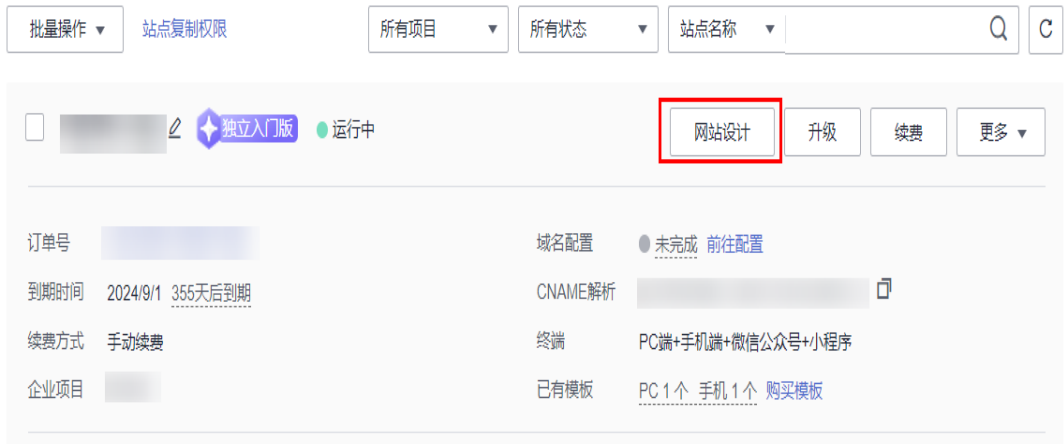 批量操作 站点复制权限 所有项目 所有状态 站点名称
独立入门版 运行中 网站设计 升级 续费 更多
订单号 域名配置 未完成 前往配置
到期时间 2024/9/1 355天后到期 CNAME解析
续费方式 手动续费 终端 PC端+手机端+微信公众号+小程序
企业项目 已有模板 PC 1 个 手机 1 个 购买模板